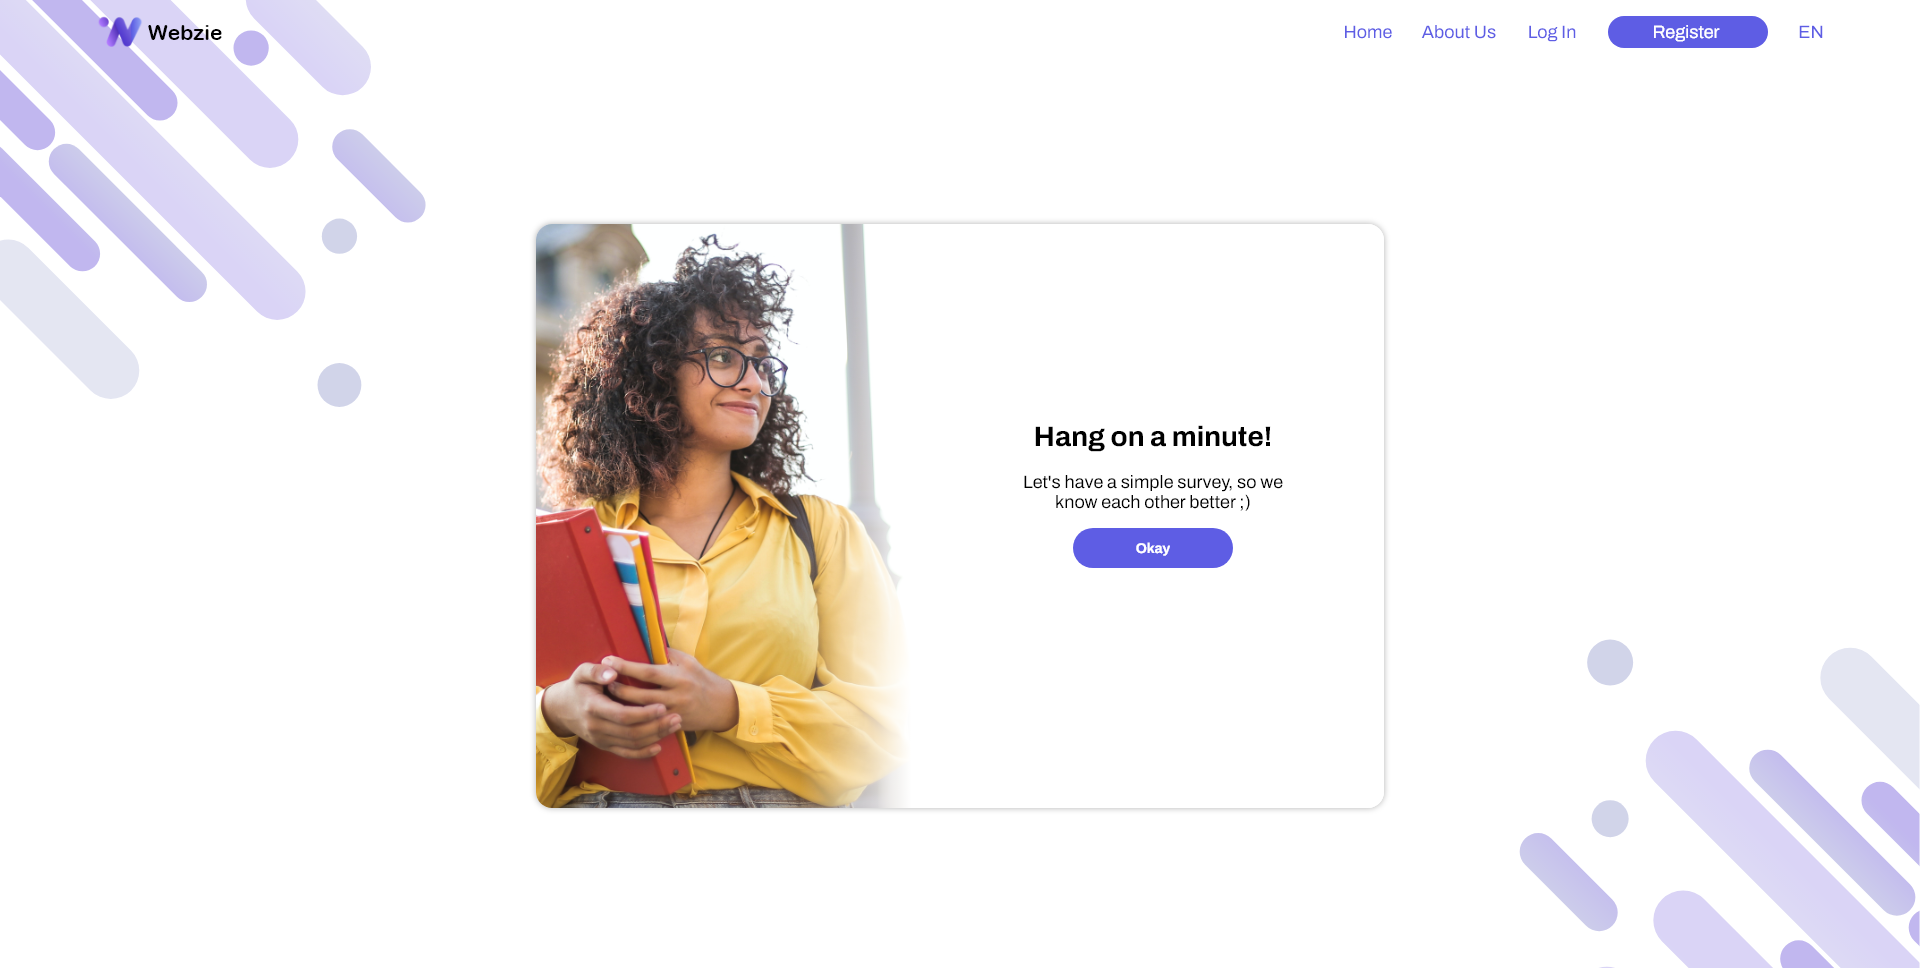 Webzie
Home
About Us
Log In
Register
EN
Hang on a minute!
Let's have a simple survey, so we
know each other better ;)
Okay